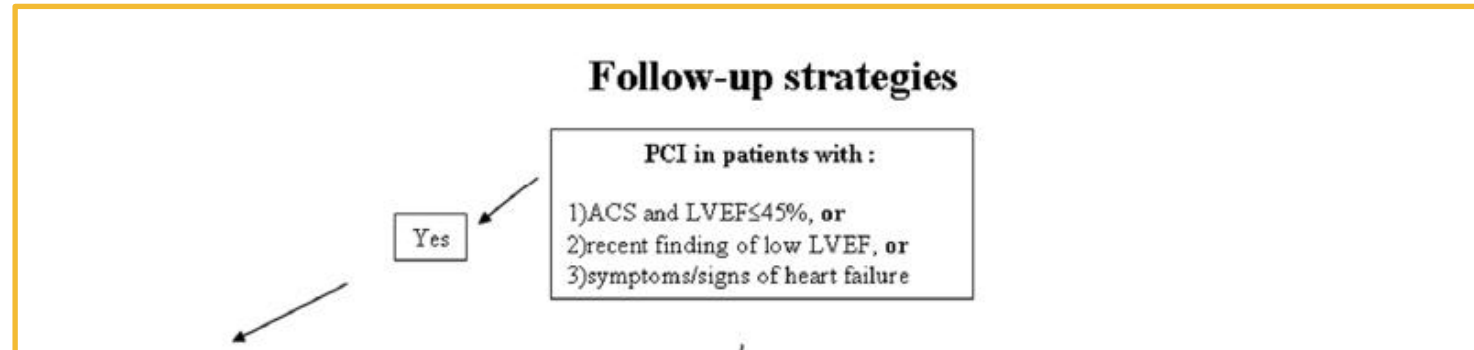 Follow-up strategies
PCI in patients with :
1)ACS and LVEF≤45%, or
Yes
2)recent finding of low LVEF, or
3)symptoms/signs of heart failure